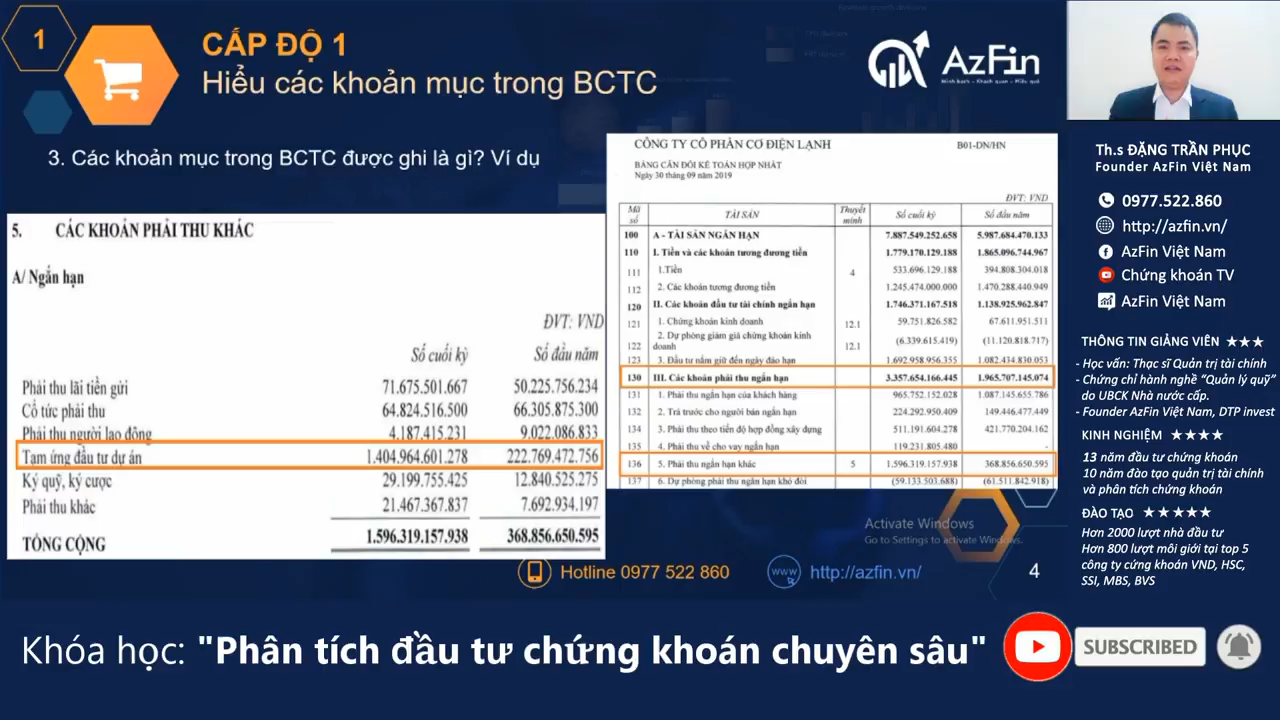 1
CẤP ĐỘ 1
Hiểu các khoản mục trong BCTC
AzFin
Minh bạch - Khách quan - Hiệu quả
3. Các khoản mục trong BCTC được ghi là gì? Ví dụ
5. CÁC KHOẢN PHẢI THU KHÁC
A/ Ngắn hạn
ĐVT: VND
Số cuối kỳ Số đầu năm
Phải thu lãi tiền gửi 71.675.501.667 50.225.756.234
Cổ tức phải thu 64.824.516.500 66.305.875.300
Phải thu người lao động 4.187.415.231 9.022.086.833
Tạm ứng đầu tư dự án 1.404.964.601.278 222.769.472.756
Ký quỹ, ký cược 29.199.755.425 12.840.525.275
Phải thu khác 21.467.367.837 7.692.934.197
TỔNG CỘNG 1.596.319.157.938 368.856.650.595
CÔNG TY CỔ PHẦN CƠ ĐIỆN LẠNH B01-DN/HN
BẢNG CÂN ĐỐI KẾ TOÁN HỢP NHẤT
Ngày 30 tháng 09 năm 2019
ĐVT: VND
Mã số TÀI SẢN Thuyết minh Số cuối kỳ Số đầu năm
100 A - TÀI SẢN NGẮN HẠN 7.887.549.252.658 5.987.684.470.133
110 I. Tiền và các khoản tương đương tiền 1.779.170.129.188 1.865.096.744.967
111 1.Tiền 4 533.696.129.188 394.808.304.018
112 2. Các khoản tương đương tiền 1.245.474.000.000 1.470.288.440.949
120 II. Các khoản đầu tư tài chính ngắn hạn 1.746.371.167.518 1.138.925.962.847
121 1. Chứng khoán kinh doanh 12.1 59.751.826.582 67.611.951.511
122 2. Dự phòng giảm giá chứng khoán kinh doanh 12.1 (6.339.615.419) (11.120.818.717)
123 3. Đầu tư nắm giữ đến ngày đáo hạn 1.692.958.956.355 1.082.434.830.053
130 III. Các khoản phải thu ngắn hạn 3.357.654.166.445 1.965.707.145.074
131 1. Phải thu ngắn hạn của khách hàng 965.752.152.028 1.087.145.655.786
132 2. Trả trước cho người bán ngắn hạn 224.292.950.409 149.446.477.449
134 3. Phải thu theo tiến độ hợp đồng xây dựng 511.191.604.278 421.770.204.162
135 4. Phải thu về cho vay ngắn hạn 119.231.805.480 -
136 5. Phải thu ngắn hạn khác 5 1.596.319.157.938 368.856.650.595
137 6. Dự phòng phải thu ngắn hạn khó đòi (59.133.503.688) (61.511.842.918)
Activate Windows
Go to Settings to activate Windows.
Hotline 0977 522 860
www
http://azfin.vn/
4
Th.s ĐẶNG TRẦN PHỤC
Founder AzFin Việt Nam
0977.522.860
http://azfin.vn/
AzFin Việt Nam
Chứng khoán TV
AzFin Việt Nam
THÔNG TIN GIẢNG VIÊN ★★★
- Học vấn: Thạc sĩ Quản trị tài chính
- Chứng chỉ hành nghề “Quản lý quỹ”
do UBCK Nhà nước cấp.
- Founder AzFin Việt Nam, DTP invest
KINH NGHIỆM ★★★★
13 năm đầu tư chứng khoán
10 năm đào tạo quản trị tài chính
và phân tích chứng khoán
ĐÀO TẠO ★★★★★
Hơn 2000 lượt nhà đầu tư
Hơn 800 lượt môi giới tại top 5
công ty cứng khoán VND, HSC,
SSI, MBS, BVS
Khóa học: "Phân tích đầu tư chứng khoán chuyên sâu"
SUBSCRIBED